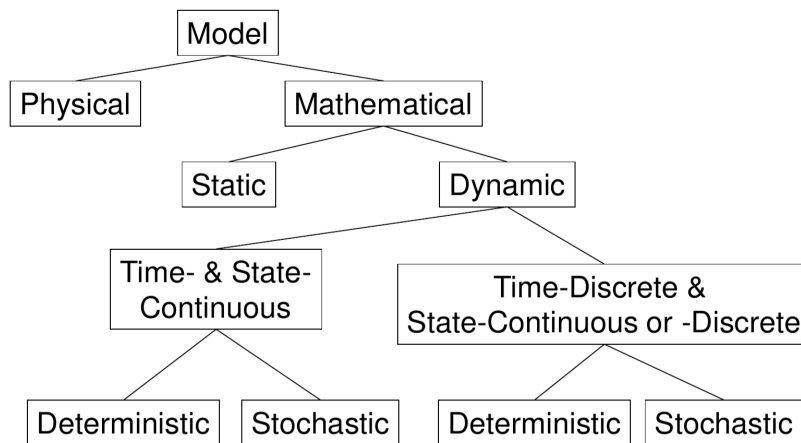 Model
Physical
Mathematical
Static
Dynamic
Time- & State-
Continuous
Time-Discrete &
State-Continuous or -Discrete
Deterministic
Stochastic
Deterministic
Stochastic